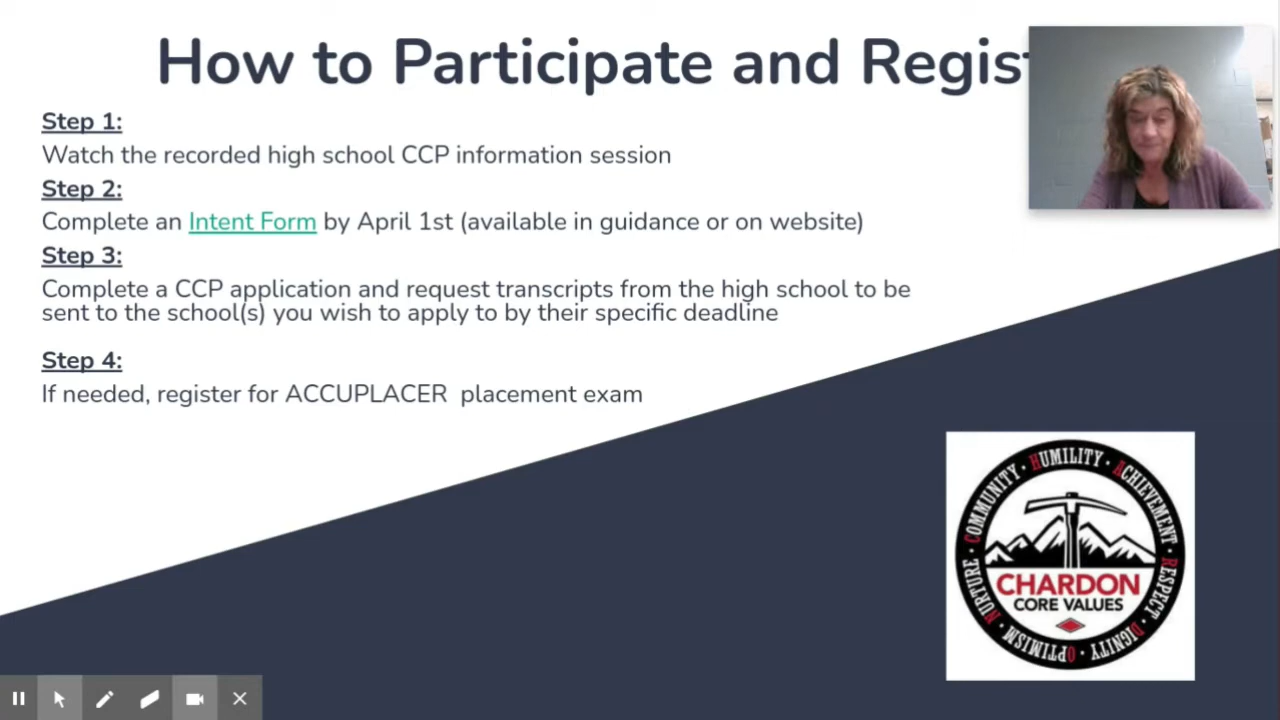 How to Participate and Regist
Step 1:
Watch the recorded high school CCP information session
Step 2:
Complete an Intent Form by April 1st (available in guidance or on website)
Step 3:
Complete a CCP application and request transcripts from the high school to be
sent to the school(s) you wish to apply to by their specific deadline
Step 4:
If needed, register for ACCUPLACER placement exam
COMMUNITY · HUMILITY · ACHIEVEMENT · RESPECT · DIGNITY · OPTIMISM · NURTURE ·
CHARDON
CORE VALUES